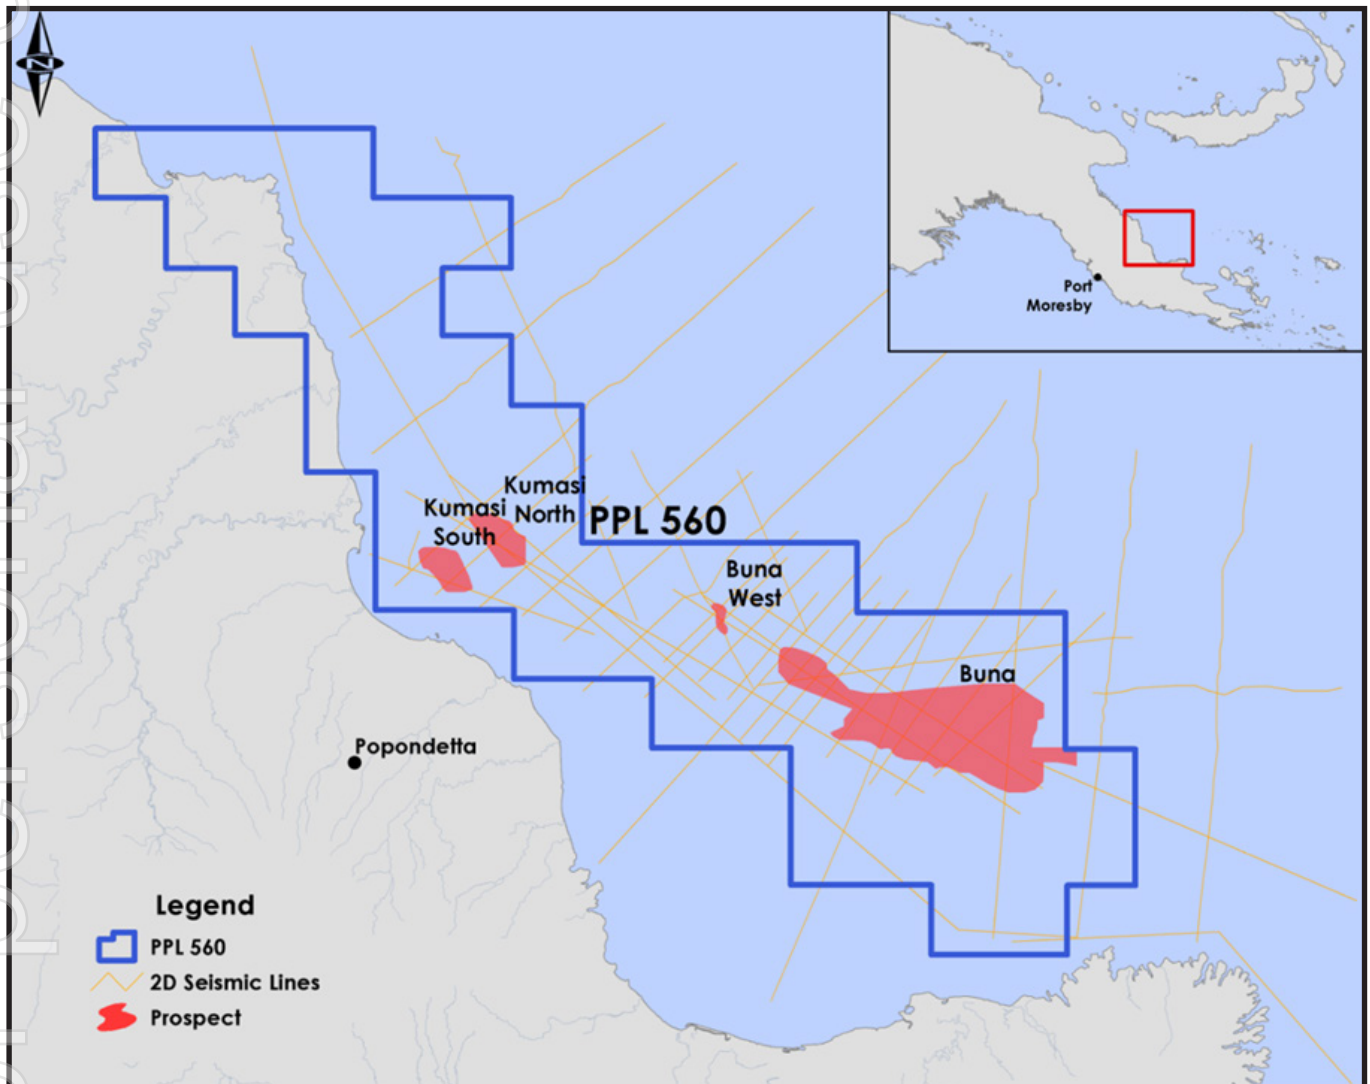 N
Port
Moresby
Kumasi
North
Kumasi
South
PPL 560
Buna
West
Buna
Popondetta
Legend
PPL 560
2D Seismic Lines
Prospect